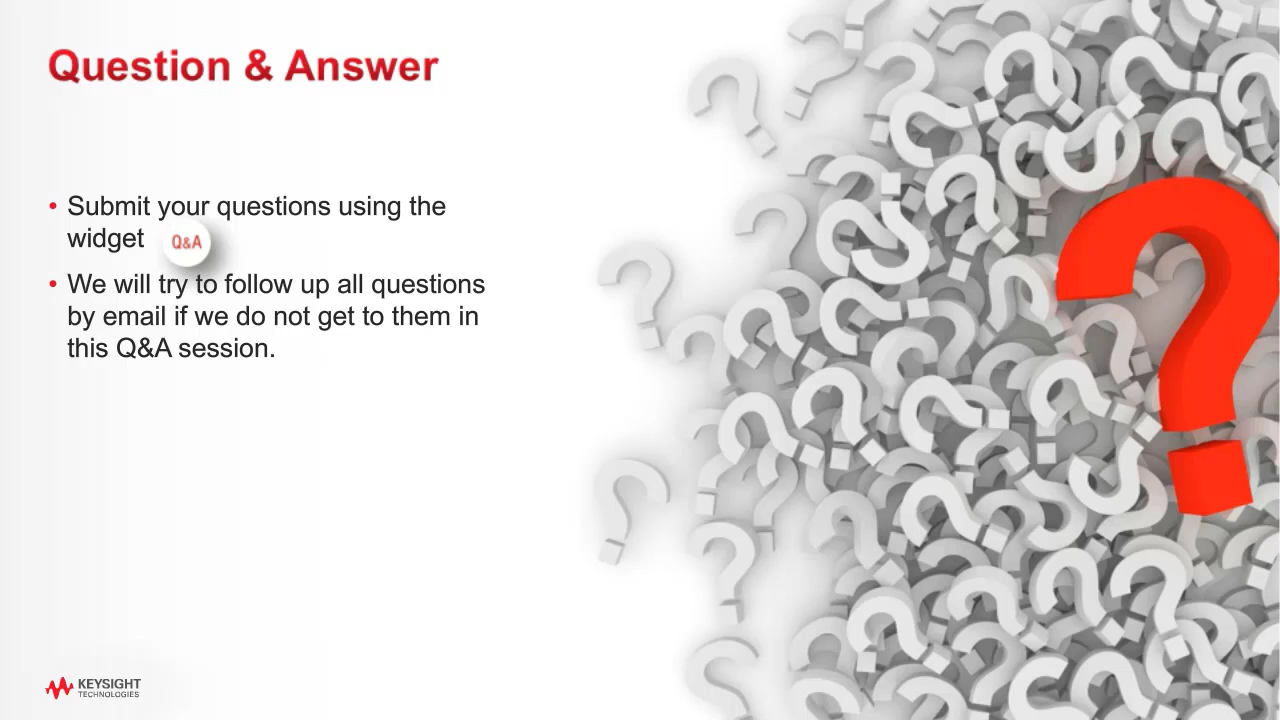 Question & Answer
• Submit your questions using the
widget Q&A
• We will try to follow up all questions
by email if we do not get to them in
this Q&A session.
KEYSIGHT
TECHNOLOGIES